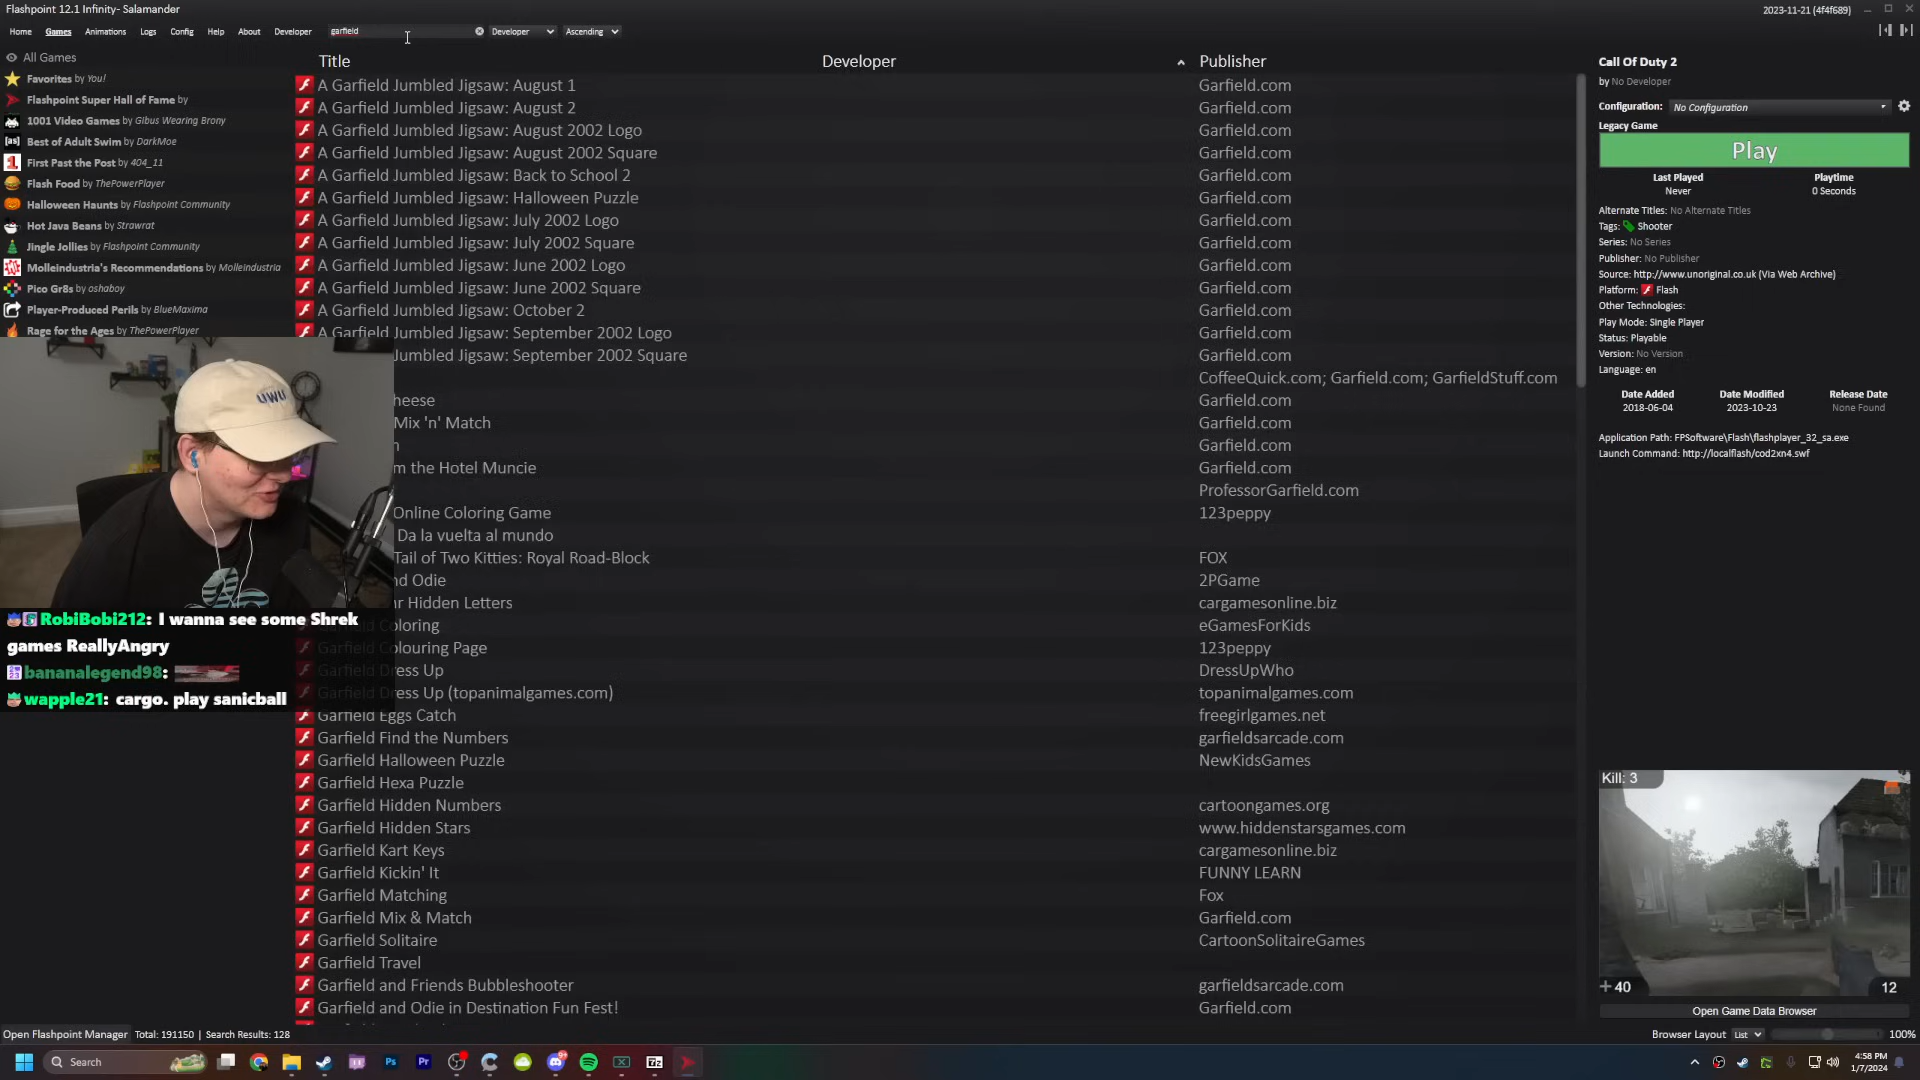 Flashpoint 12.1 Infinity- Salamander
2023-11-21 (4f4f689)
Home Games Animations Logs Config Help About Developer garfield Developer Ascending
All Games
Favorites by You!
Flashpoint Super Hall of Fame by
1001 Video Games by Gibus Wearing Brony
Best of Adult Swim by DarkMoe
First Past the Post by 404_11
Flash Food by ThePowerPlayer
Halloween Haunts by Flashpoint Community
Hot Java Beans by Strawrat
Jingle Jollies by Flashpoint Community
Molleindustria's Recommendations by Molleindustria
Pico Gr8s by oshaboy
Player-Produced Perils by BlueMaxima
Rage for the Ages by ThePowerPlayer
UWU
RobiBobi212: I wanna see some Shrek
games ReallyAngry
bananalegend98:
wapple21: cargo. play sanicball
Title Developer Publisher
A Garfield Jumbled Jigsaw: August 1 Garfield.com
A Garfield Jumbled Jigsaw: August 2 Garfield.com
A Garfield Jumbled Jigsaw: August 2002 Logo Garfield.com
A Garfield Jumbled Jigsaw: August 2002 Square Garfield.com
A Garfield Jumbled Jigsaw: Back to School 2 Garfield.com
A Garfield Jumbled Jigsaw: Halloween Puzzle Garfield.com
A Garfield Jumbled Jigsaw: July 2002 Logo Garfield.com
A Garfield Jumbled Jigsaw: July 2002 Square Garfield.com
A Garfield Jumbled Jigsaw: June 2002 Logo Garfield.com
A Garfield Jumbled Jigsaw: June 2002 Square Garfield.com
A Garfield Jumbled Jigsaw: October 2 Garfield.com
A Garfield Jumbled Jigsaw: September 2002 Logo Garfield.com
Jumbled Jigsaw: September 2002 Square Garfield.com
CoffeeQuick.com; Garfield.com; GarfieldStuff.com
heese Garfield.com
Mix 'n' Match Garfield.com
n Garfield.com
m the Hotel Muncie Garfield.com
ProfessorGarfield.com
Online Coloring Game 123peppy
Da la vuelta al mundo
Tail of Two Kitties: Royal Road-Block FOX
nd Odie 2PGame
r Hidden Letters cargamesonline.biz
Garfield Coloring eGamesForKids
Garfield Colouring Page 123peppy
Garfield Dress Up DressUpWho
Garfield Dress Up (topanimalgames.com) topanimalgames.com
Garfield Eggs Catch freegirlgames.net
Garfield Find the Numbers garfieldsarcade.com
Garfield Halloween Puzzle NewKidsGames
Garfield Hexa Puzzle
Garfield Hidden Numbers cartoongames.org
Garfield Hidden Stars www.hiddenstarsgames.com
Garfield Kart Keys cargamesonline.biz
Garfield Kickin' It FUNNY LEARN
Garfield Matching Fox
Garfield Mix & Match Garfield.com
Garfield Solitaire CartoonSolitaireGames
Garfield Travel
Garfield and Friends Bubbleshooter garfieldsarcade.com
Garfield and Odie in Destination Fun Fest! Garfield.com
Call Of Duty 2
by No Developer
Configuration: No Configuration
Legacy Game
Play
Last Played Playtime
Never 0 Seconds
Alternate Titles: No Alternate Titles
Tags: Shooter
Series: No Series
Publisher: No Publisher
Source: http://www.unoriginal.co.uk (Via Web Archive)
Platform: Flash
Other Technologies:
Play Mode: Single Player
Status: Playable
Version: No Version
Language: en
Date Added Date Modified Release Date
2018-06-04 2023-10-23 None Found
Application Path: FPSoftware\Flash\flashplayer_32_sa.exe
Launch Command: http://localflash/cod2xn4.swf
Kill: 3
+40 12
Open Game Data Browser
Open Flashpoint Manager Total: 191150 | Search Results: 128
Browser Layout List 100%
Search
Ps Pr 9+ 7z
4:58 PM
1/7/2024